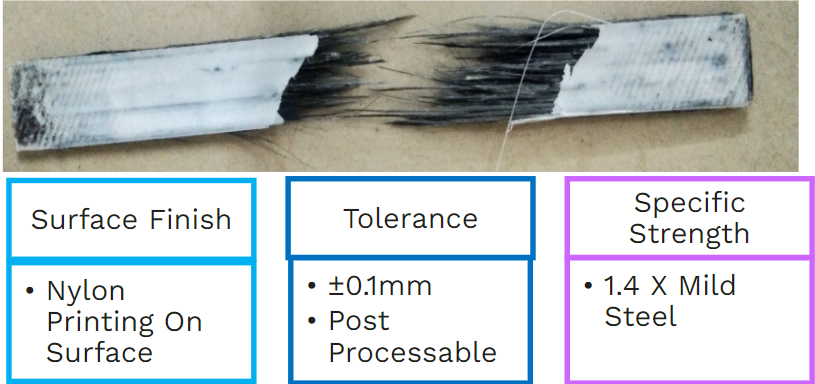 Surface Finish
• Nylon
Printing On
Surface
Tolerance
• ±0.1mm
• Post
Processable
Specific
Strength
• 1.4 X Mild
Steel